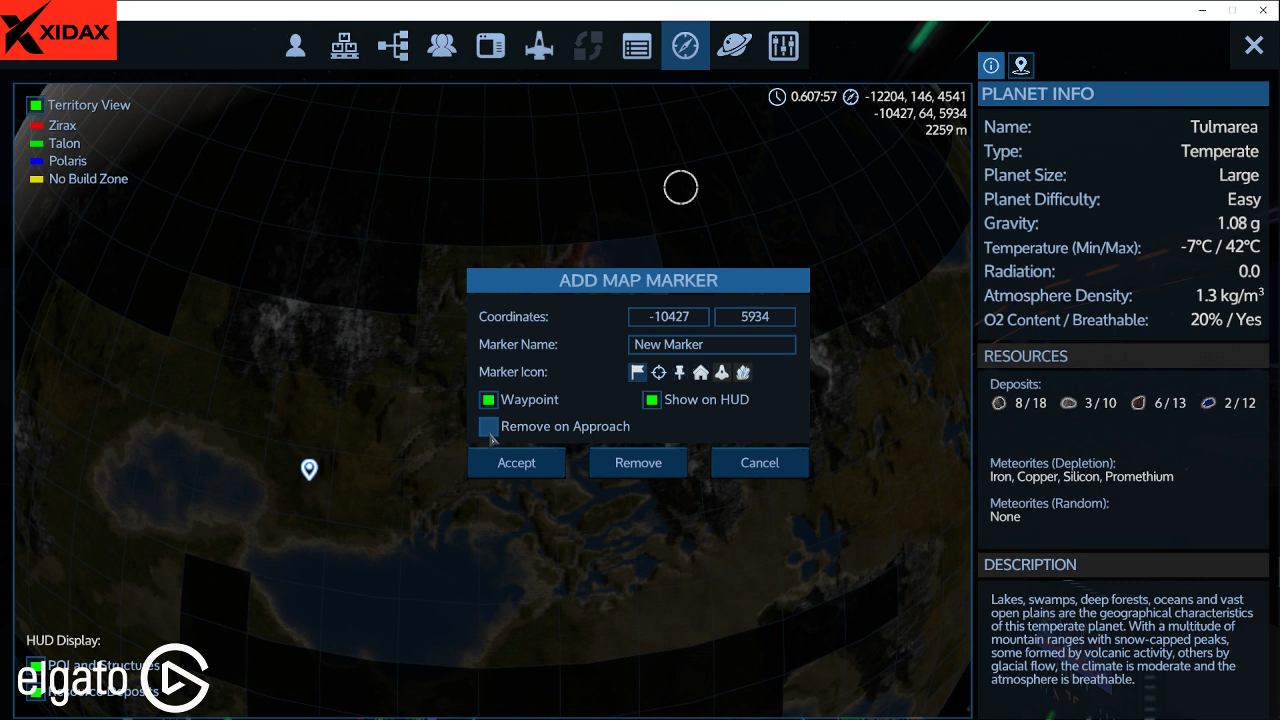 XIDAX
Territory View
Zirax
Talon
Polaris
No Build Zone
0.607:57
-12204, 146, 4541
-10427, 64, 5934
2259 m
ADD MAP MARKER
Coordinates: -10427 5934
Marker Name: New Marker
Marker Icon:
Waypoint Show on HUD
Remove on Approach
Accept Remove Cancel
HUD Display:
POI and Structures
Resource Deposits
elgato
PLANET INFO
Name: Tulmarea
Type: Temperate
Planet Size: Large
Planet Difficulty: Easy
Gravity: 1.08 g
Temperature (Min/Max): -7°C / 42°C
Radiation: 0.0
Atmosphere Density: 1.3 kg/m³
O2 Content / Breathable: 20% / Yes
RESOURCES
Deposits:
8 / 18 3 / 10 6 / 13 2 / 12
Meteorites (Depletion):
Iron, Copper, Silicon, Promethium
Meteorites (Random):
None
DESCRIPTION
Lakes, swamps, deep forests, oceans and vast
open plains are the geographical characteristics
of this temperate planet. With a multitude of
mountain ranges with snow-capped peaks,
some formed by volcanic activity, others by
glacial flow, the climate is moderate and the
atmosphere is breathable.